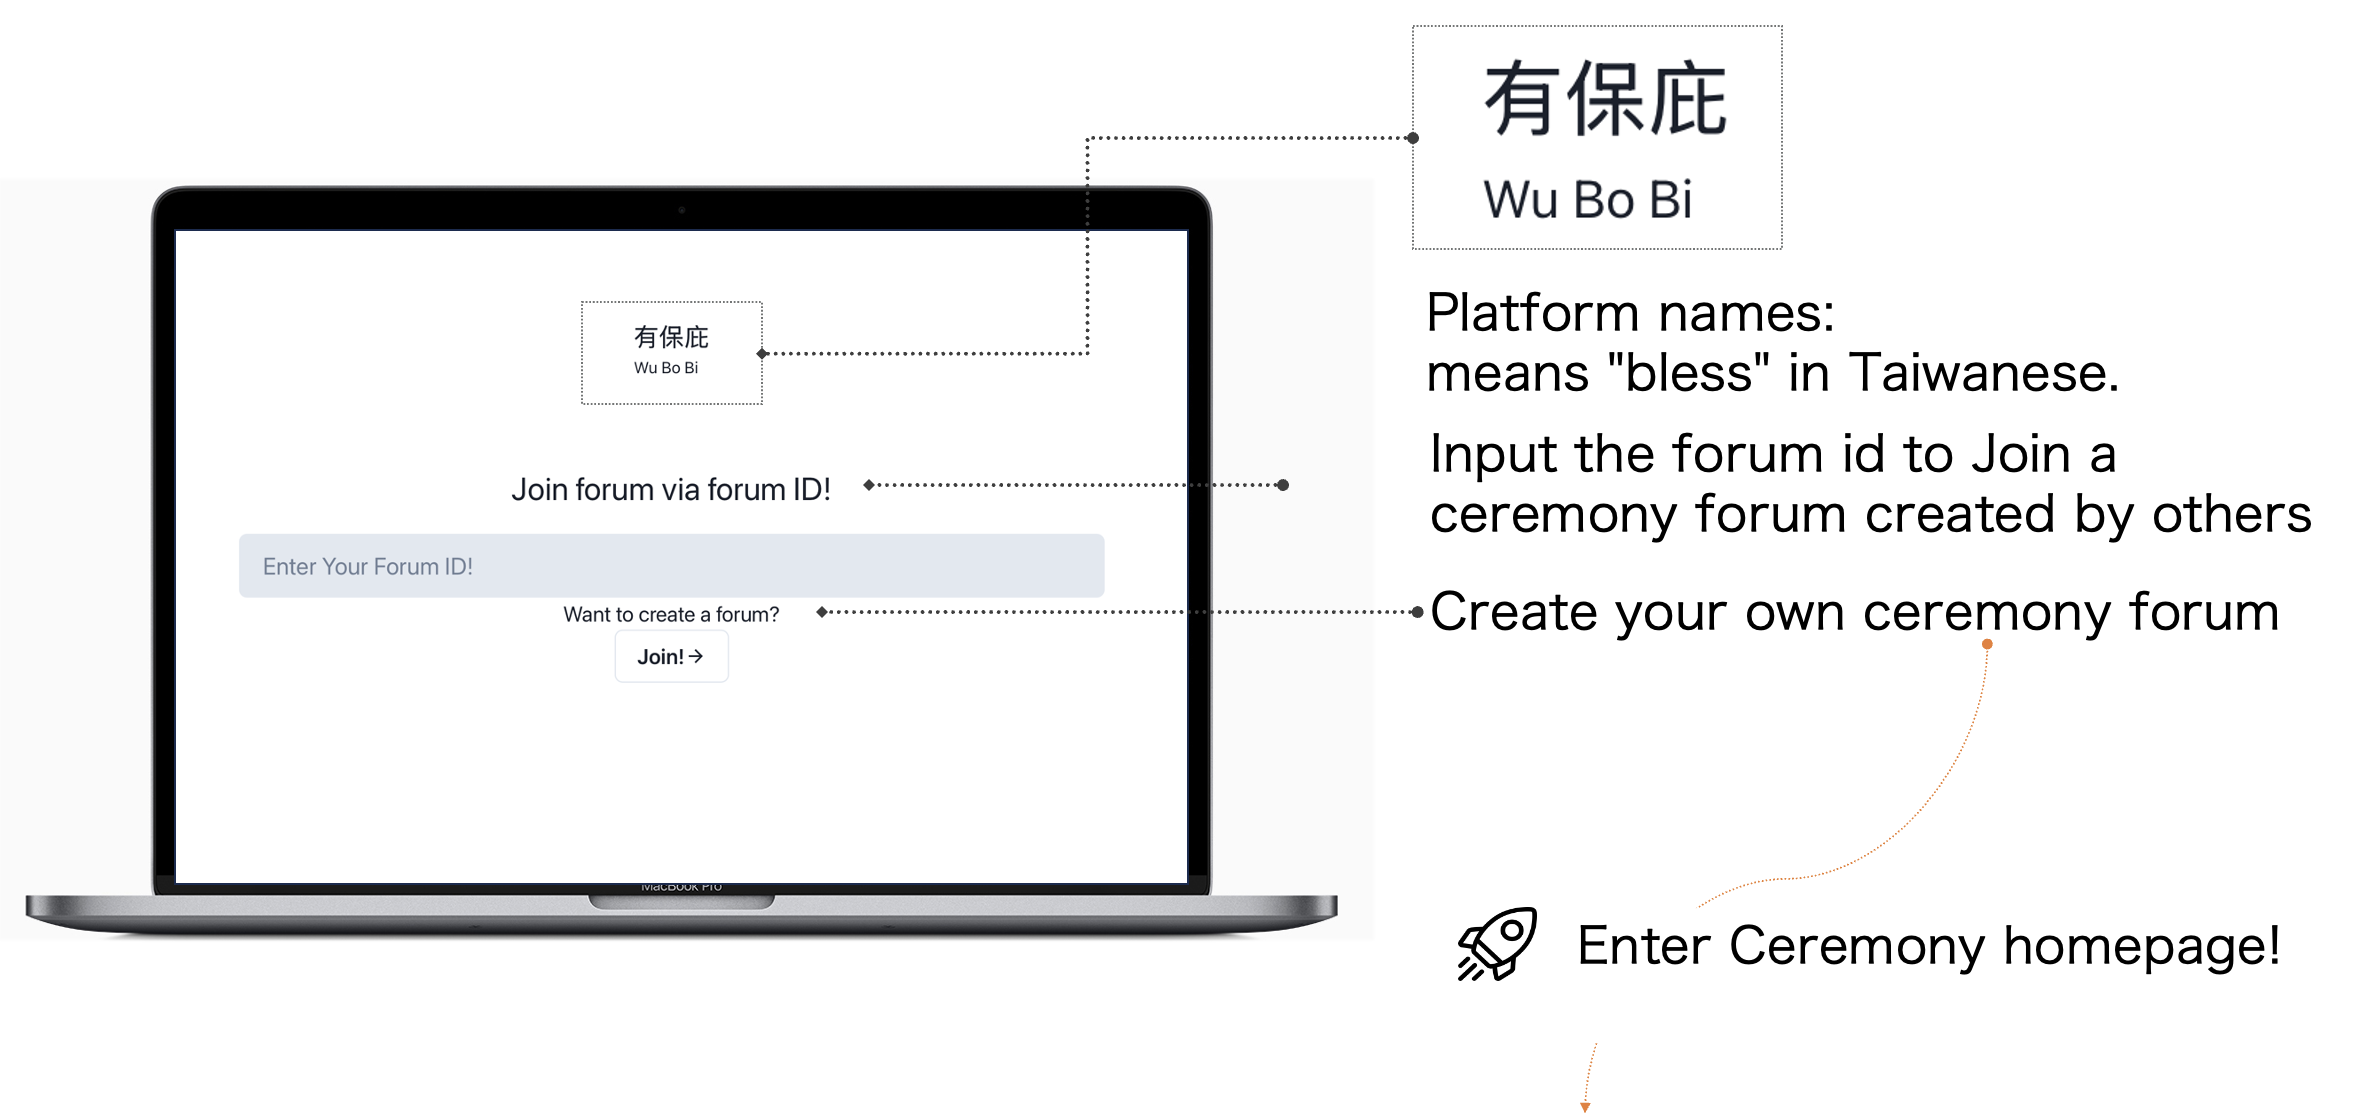 有保庇
Wu Bo Bi
Join forum via forum ID!
Enter Your Forum ID!
Want to create a forum?
Join!
MacBook Pro
有保庇
Wu Bo Bi
Platform names:
means "bless" in Taiwanese.
Input the forum id to Join a
ceremony forum created by others
Create your own ceremony forum
Enter Ceremony homepage!